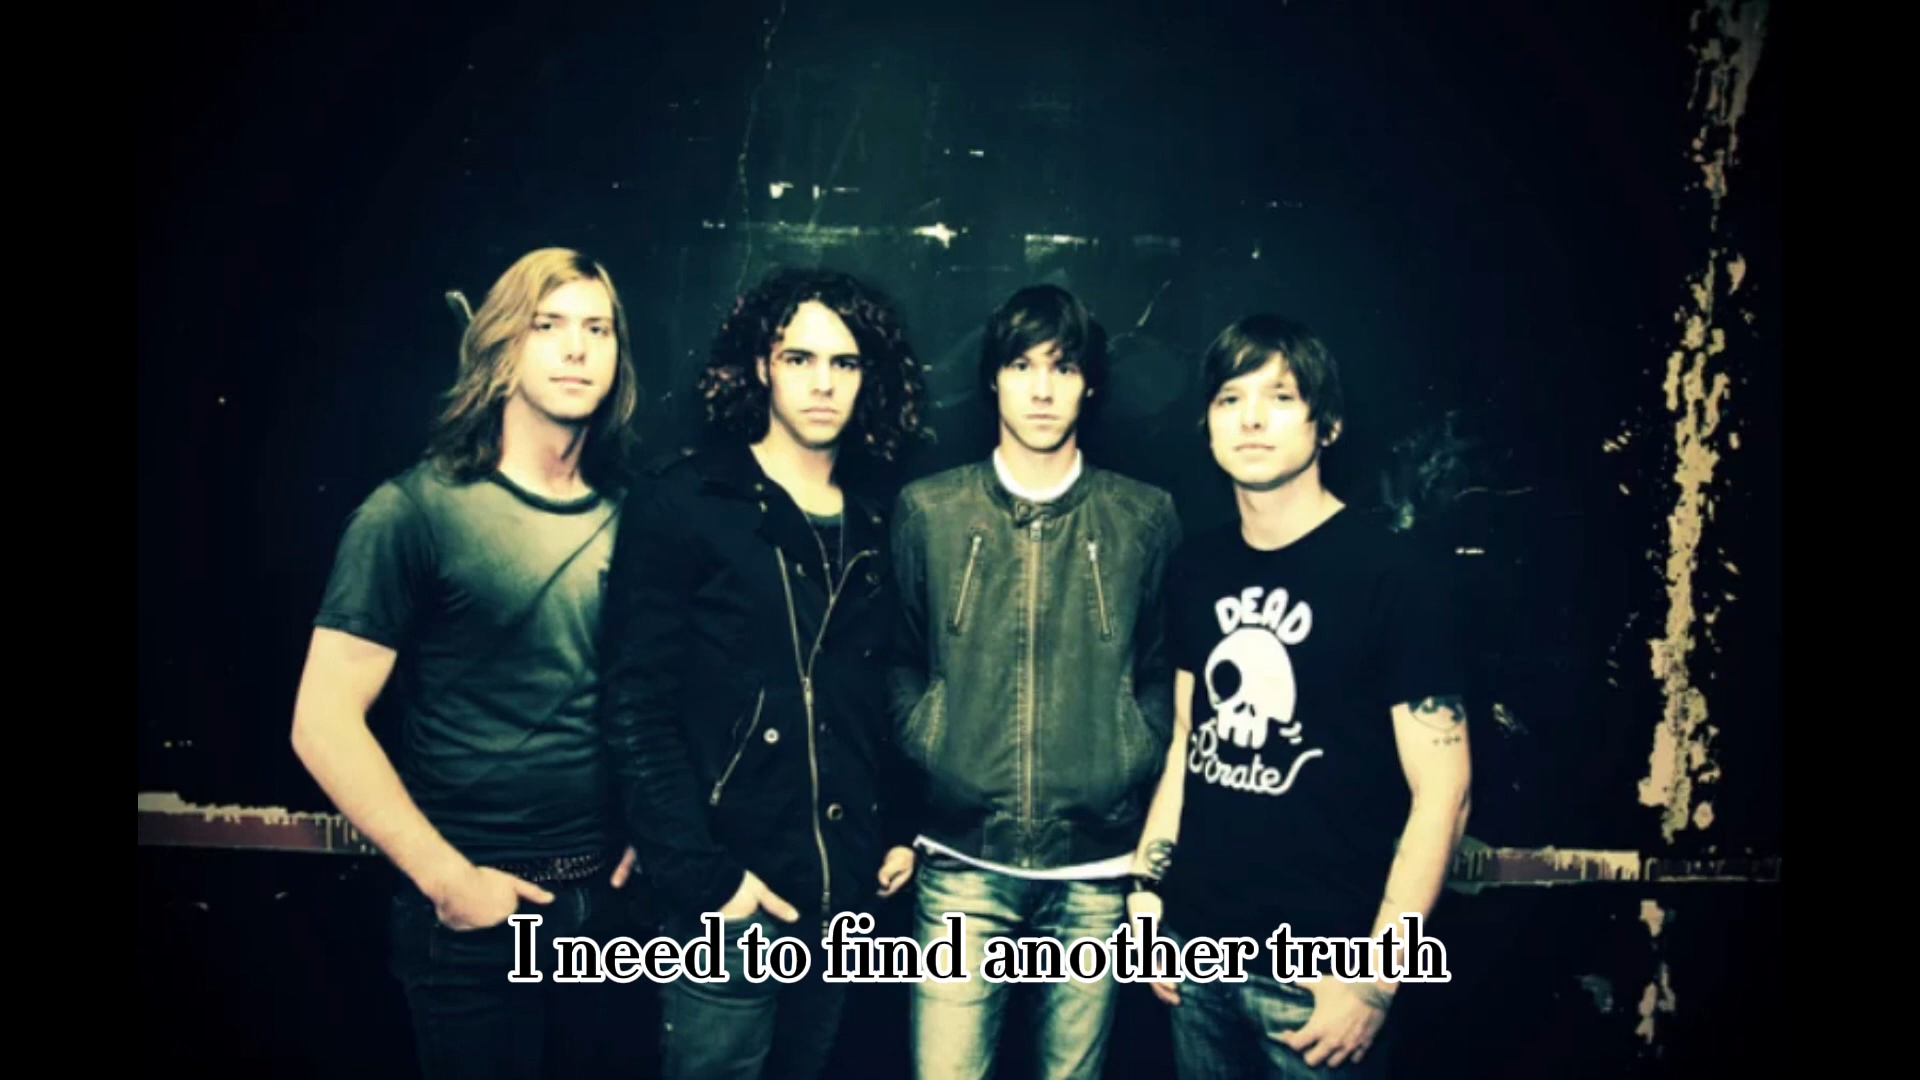 DEAD
Pirates
I need to find another truth